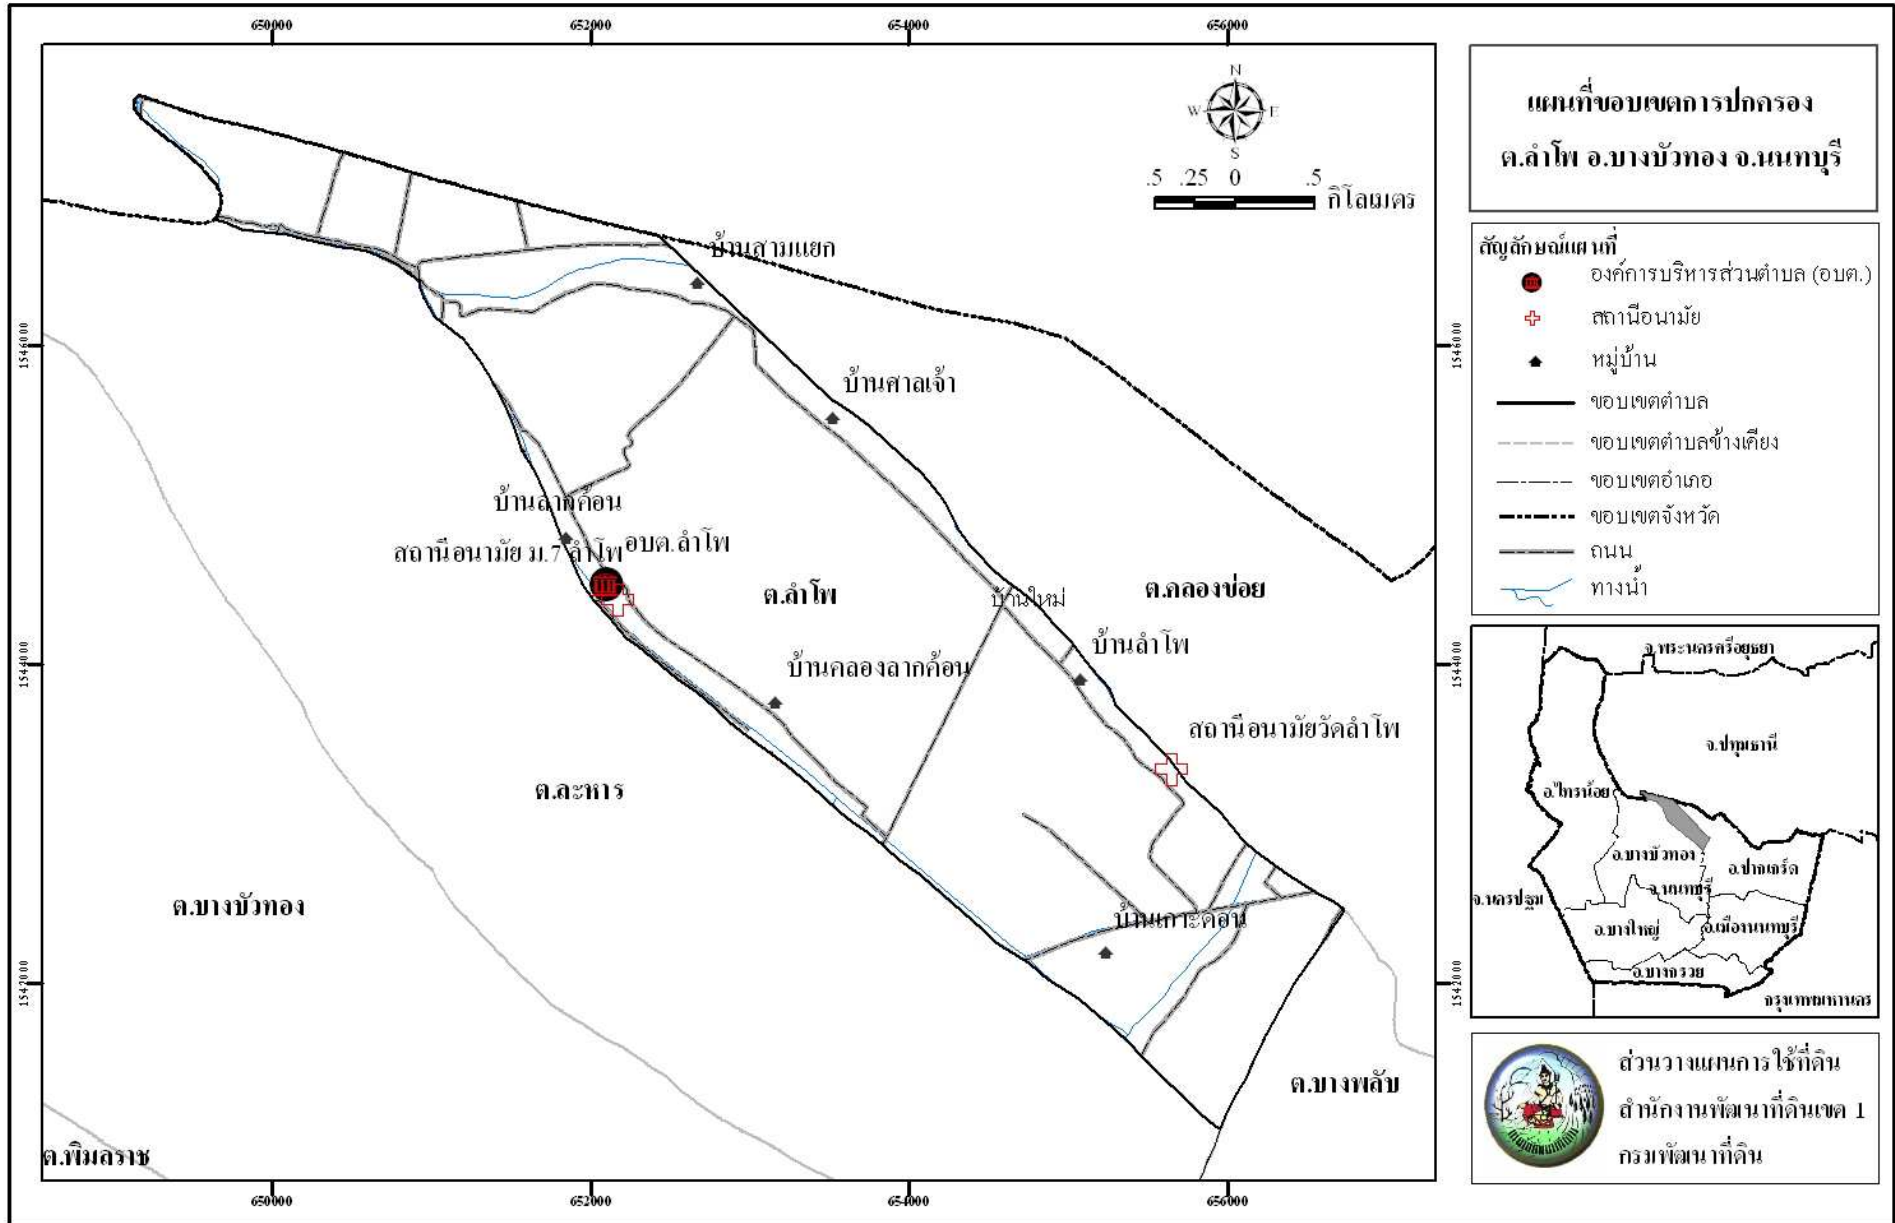 650000 652000 654000 656000
N
W E
S
.5 .25 0 .5
กิโลเมตร
แผนที่ขอบเขตการปกครอง
ต.ลำโพ อ.บางบัวทอง จ.นนทบุรี
บ้านสามแยก
1546000
1546000
บ้านศาลเจ้า
บ้านลากค้อน
สถานีอนามัย ม.7 ลำโพ
อบต.ลำโพ
ต.ลำโพ
บ้านใหม่
ต.คลองข่อย
บ้านลำโพ
1544000
1544000
บ้านคลองลากค้อน
สถานีอนามัยวัดลำโพ
ต.ละหาร
ต.บางบัวทอง
บ้านเกาะดอน
1542000
1542000
ต.บางพลับ
ต.พิมลราช
650000 652000 654000 656000
สัญลักษณ์แผนที่
องค์การบริหารส่วนตำบล (อบต.)
สถานีอนามัย
หมู่บ้าน
ขอบเขตตำบล
ขอบเขตตำบลข้างเคียง
ขอบเขตอำเภอ
ขอบเขตจังหวัด
ถนน
ทางน้ำ
จ.พระนครศรีอยุธยา
จ.ปทุมธานี
อ.ไทรน้อย
อ.บางบัวทอง
อ.ปากเกร็ด
จ.นนทบุรี
จ.นครปฐม
อ.บางใหญ่
อ.เมืองนนทบุรี
อ.บางกรวย
กรุงเทพมหานคร
ส่วนวางแผนการใช้ที่ดิน
สำนักงานพัฒนาที่ดินเขต 1
กรมพัฒนาที่ดิน